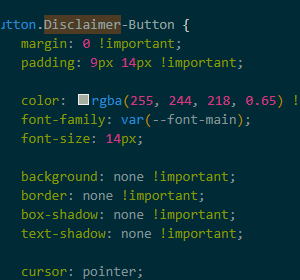 utton.Disclaimer-Button {
margin: 0 !important;
padding: 9px 14px !important;
color: rgba(255, 244, 218, 0.65) !
font-family: var(--font-main);
font-size: 14px;
background: none !important;
border: none !important;
box-shadow: none !important;
text-shadow: none !important;
cursor: pointer;